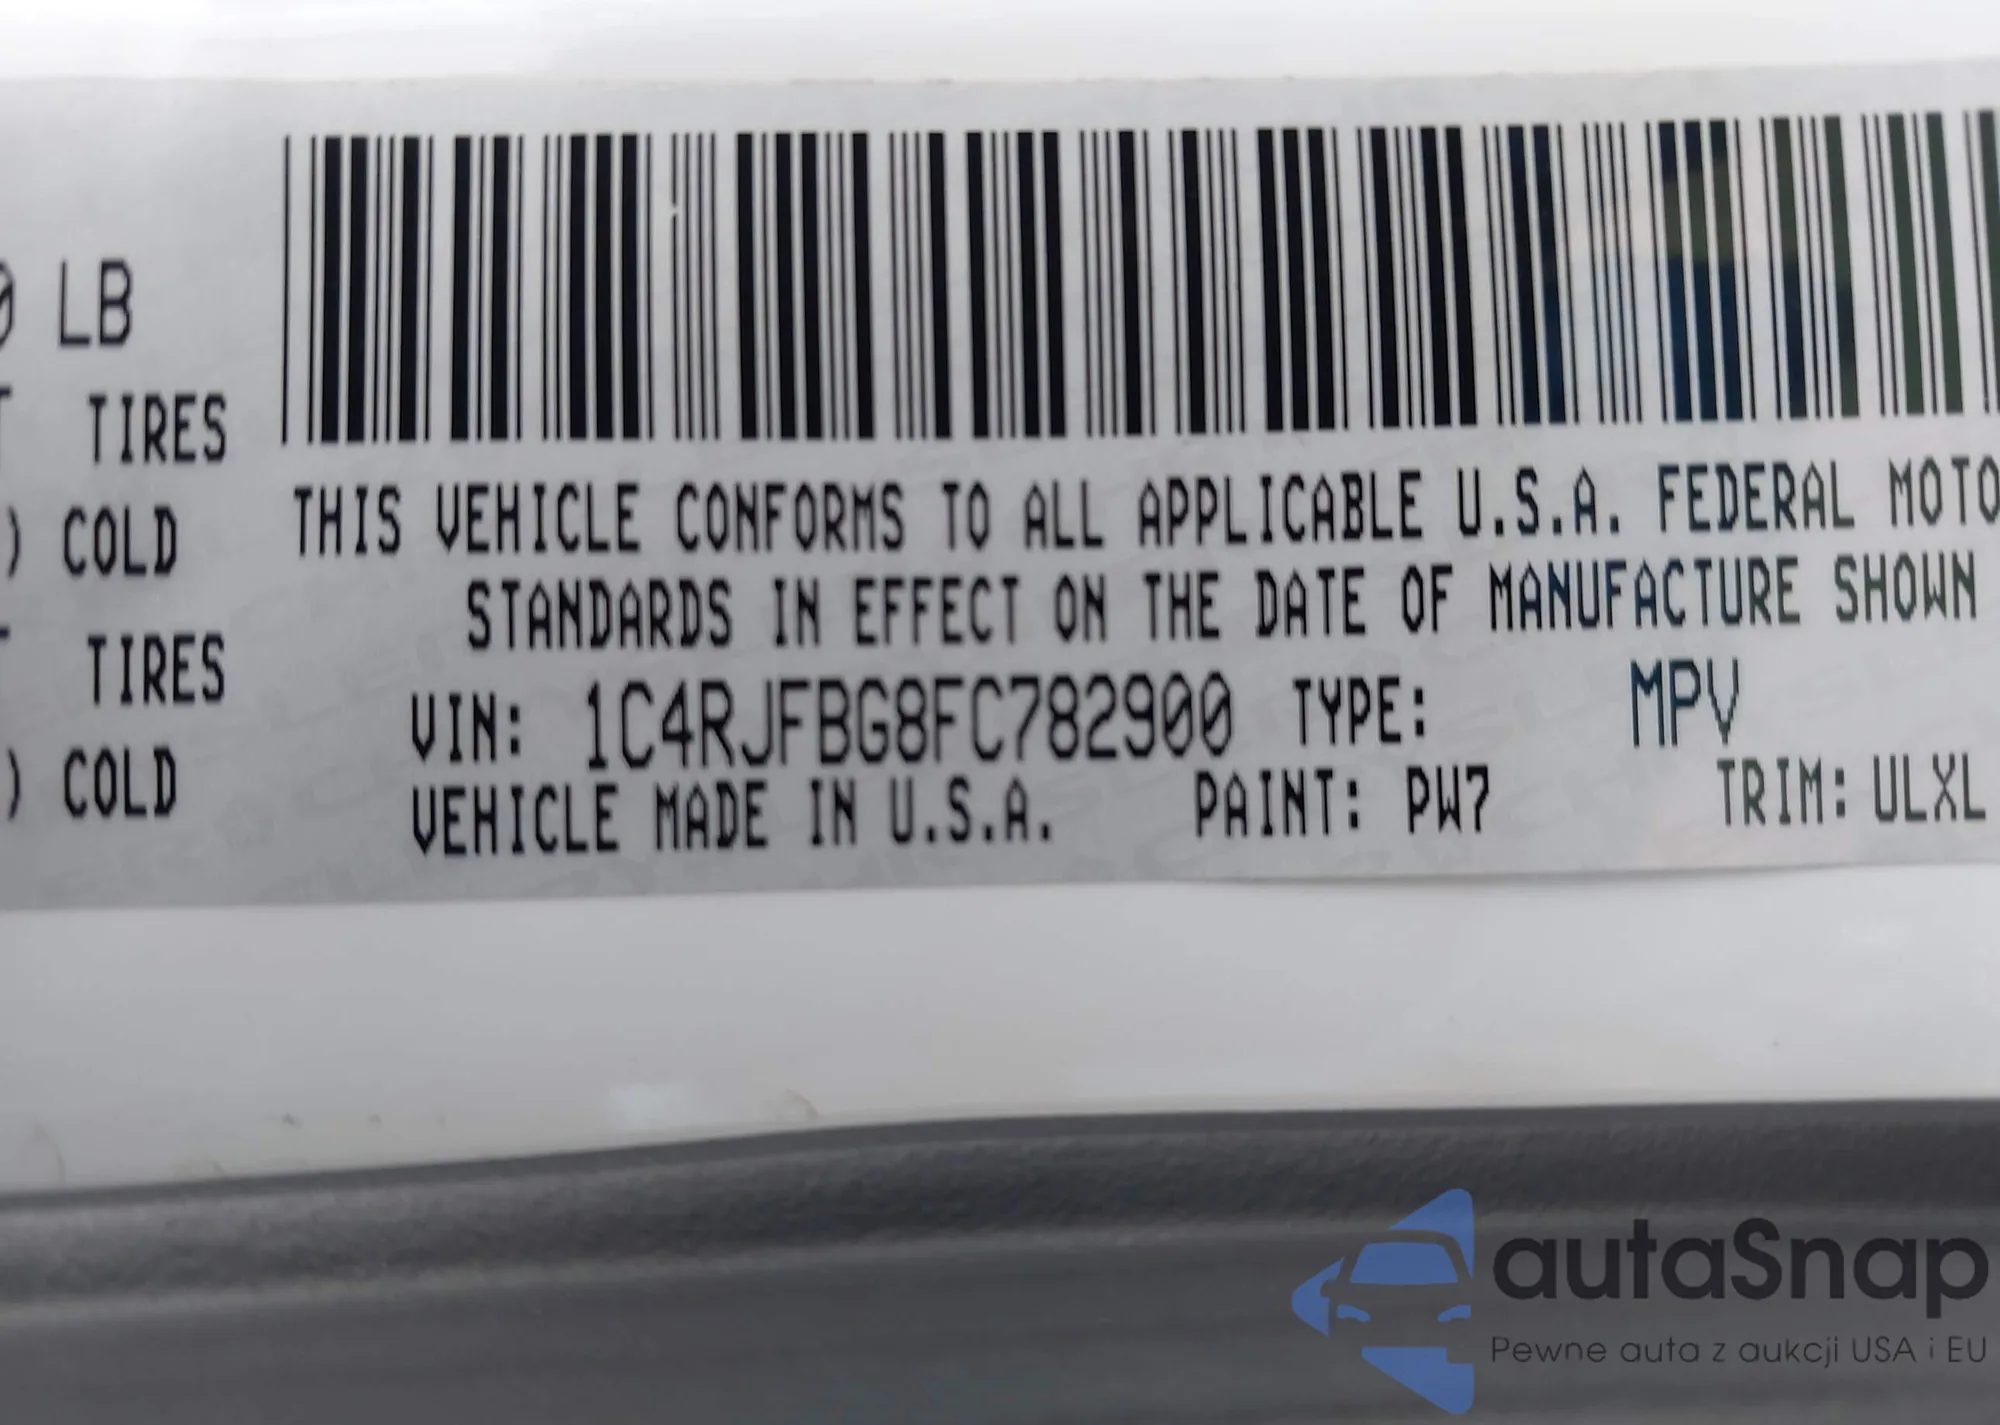 0 LB
TIRES
) COLD
TIRES
) COLD
THIS VEHICLE CONFORMS TO ALL APPLICABLE U.S.A. FEDERAL MOTO
STANDARDS IN EFFECT ON THE DATE OF MANUFACTURE SHOWN
VIN: 1C4RJFBG8FC782900 TYPE: MPV
VEHICLE MADE IN U.S.A. PAINT: PW7 TRIM: ULXL
autaSnap
Pewne auta z aukcji USA i EU